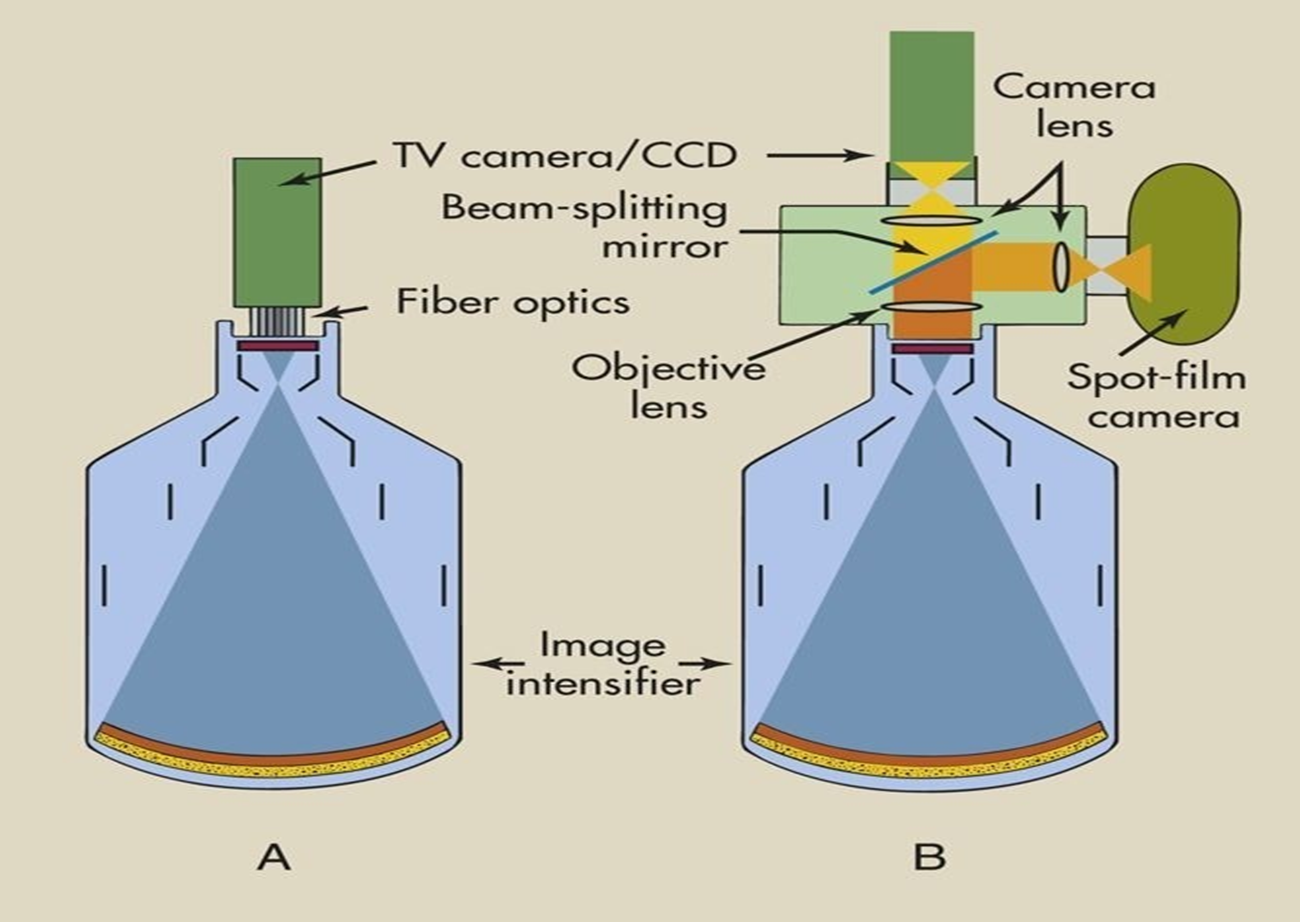 Camera
lens
TV camera/CCD
Beam-splitting
mirror
Fiber optics
Objective
lens
Spot-film
camera
Image
intensifier
A
B